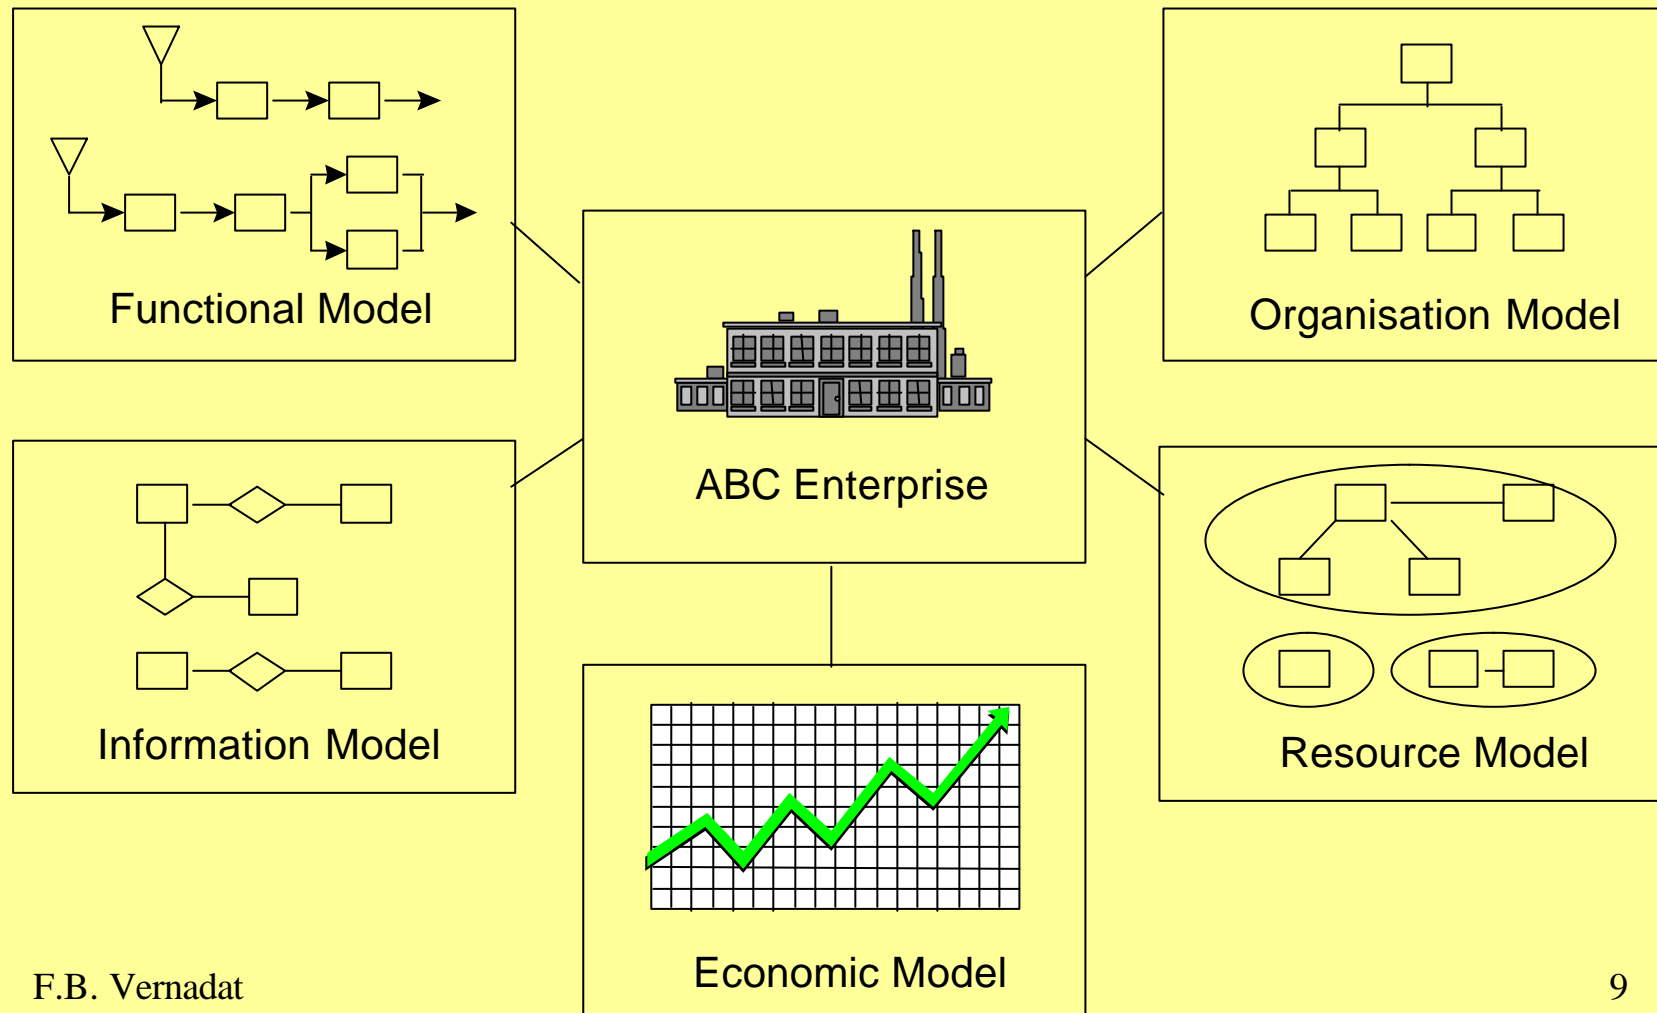 Functional Model
Organisation Model
ABC Enterprise
Information Model
Resource Model
Economic Model
F.B. Vernadat
9